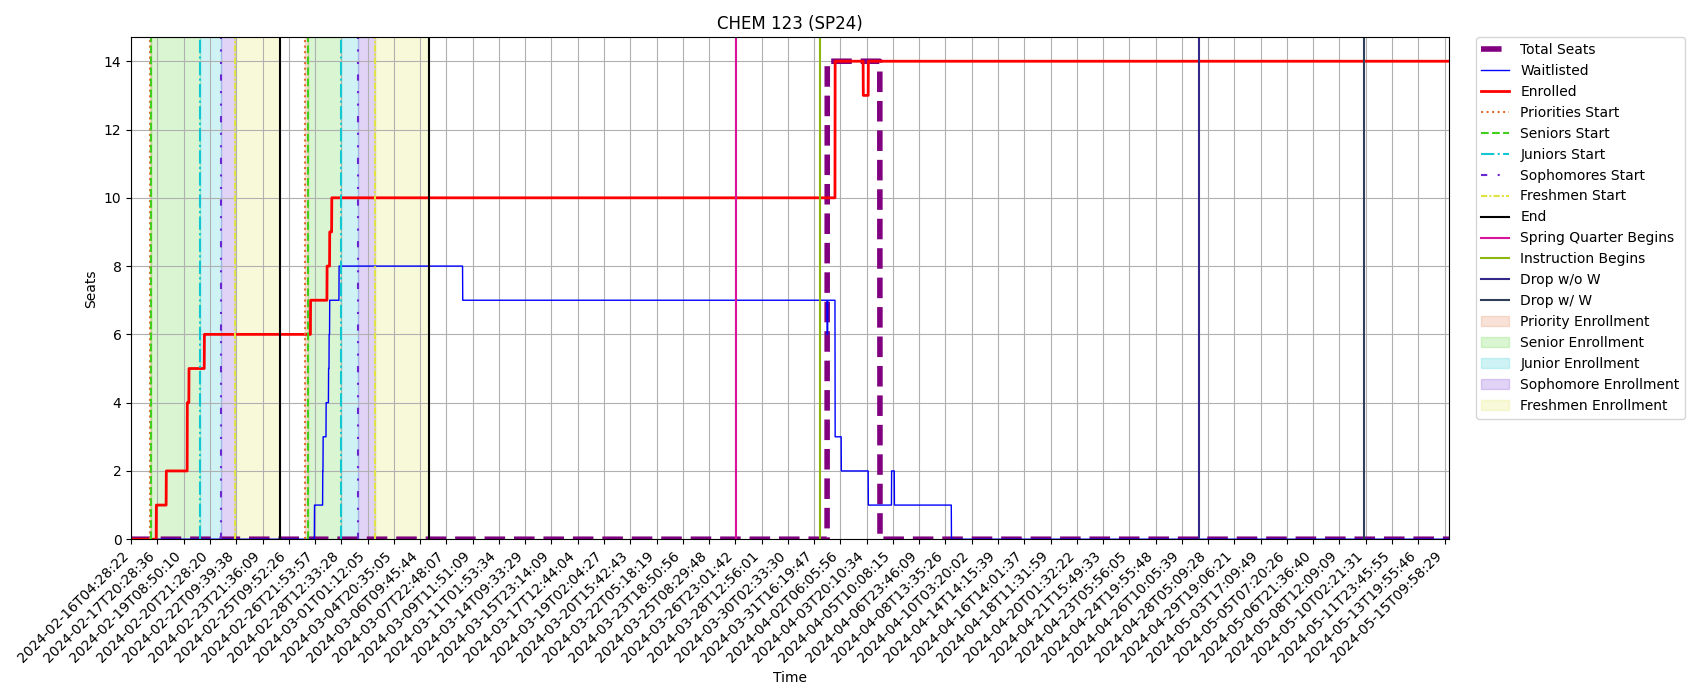 CHEM 123 (SP24)
Seats
14
12
10
8
6
4
2
0
2024-02-16T04:28:22
2024-02-17T20:28:36
2024-02-19T08:50:10
2024-02-20T21:28:20
2024-02-22T09:39:38
2024-02-23T21:36:09
2024-02-25T09:52:26
2024-02-26T21:53:57
2024-02-28T12:33:28
2024-03-01T01:12:05
2024-03-04T20:35:05
2024-03-06T09:45:44
2024-03-07T22:48:07
2024-03-09T11:51:09
2024-03-11T01:53:34
2024-03-14T09:33:29
2024-03-15T23:14:09
2024-03-17T12:44:04
2024-03-19T02:04:27
2024-03-20T15:42:43
2024-03-22T05:18:19
2024-03-23T18:50:56
2024-03-25T08:29:48
2024-03-26T23:01:42
2024-03-28T12:56:01
2024-03-30T02:33:30
2024-03-31T16:19:47
2024-04-02T06:05:56
2024-04-03T20:10:34
2024-04-05T10:08:15
2024-04-06T23:46:09
2024-04-08T13:35:26
2024-04-10T03:20:02
2024-04-14T14:15:39
2024-04-16T14:01:37
2024-04-18T11:31:59
2024-04-20T01:32:22
2024-04-21T15:49:33
2024-04-23T05:56:05
2024-04-24T19:55:48
2024-04-26T10:05:39
2024-04-28T05:09:28
2024-04-29T19:06:21
2024-05-03T17:09:49
2024-05-05T07:20:26
2024-05-06T21:36:40
2024-05-08T12:09:09
2024-05-10T02:21:31
2024-05-11T23:45:55
2024-05-13T19:55:46
2024-05-15T09:58:29
Time
Total Seats
Waitlisted
Enrolled
Priorities Start
Seniors Start
Juniors Start
Sophomores Start
Freshmen Start
End
Spring Quarter Begins
Instruction Begins
Drop w/o W
Drop w/ W
Priority Enrollment
Senior Enrollment
Junior Enrollment
Sophomore Enrollment
Freshmen Enrollment